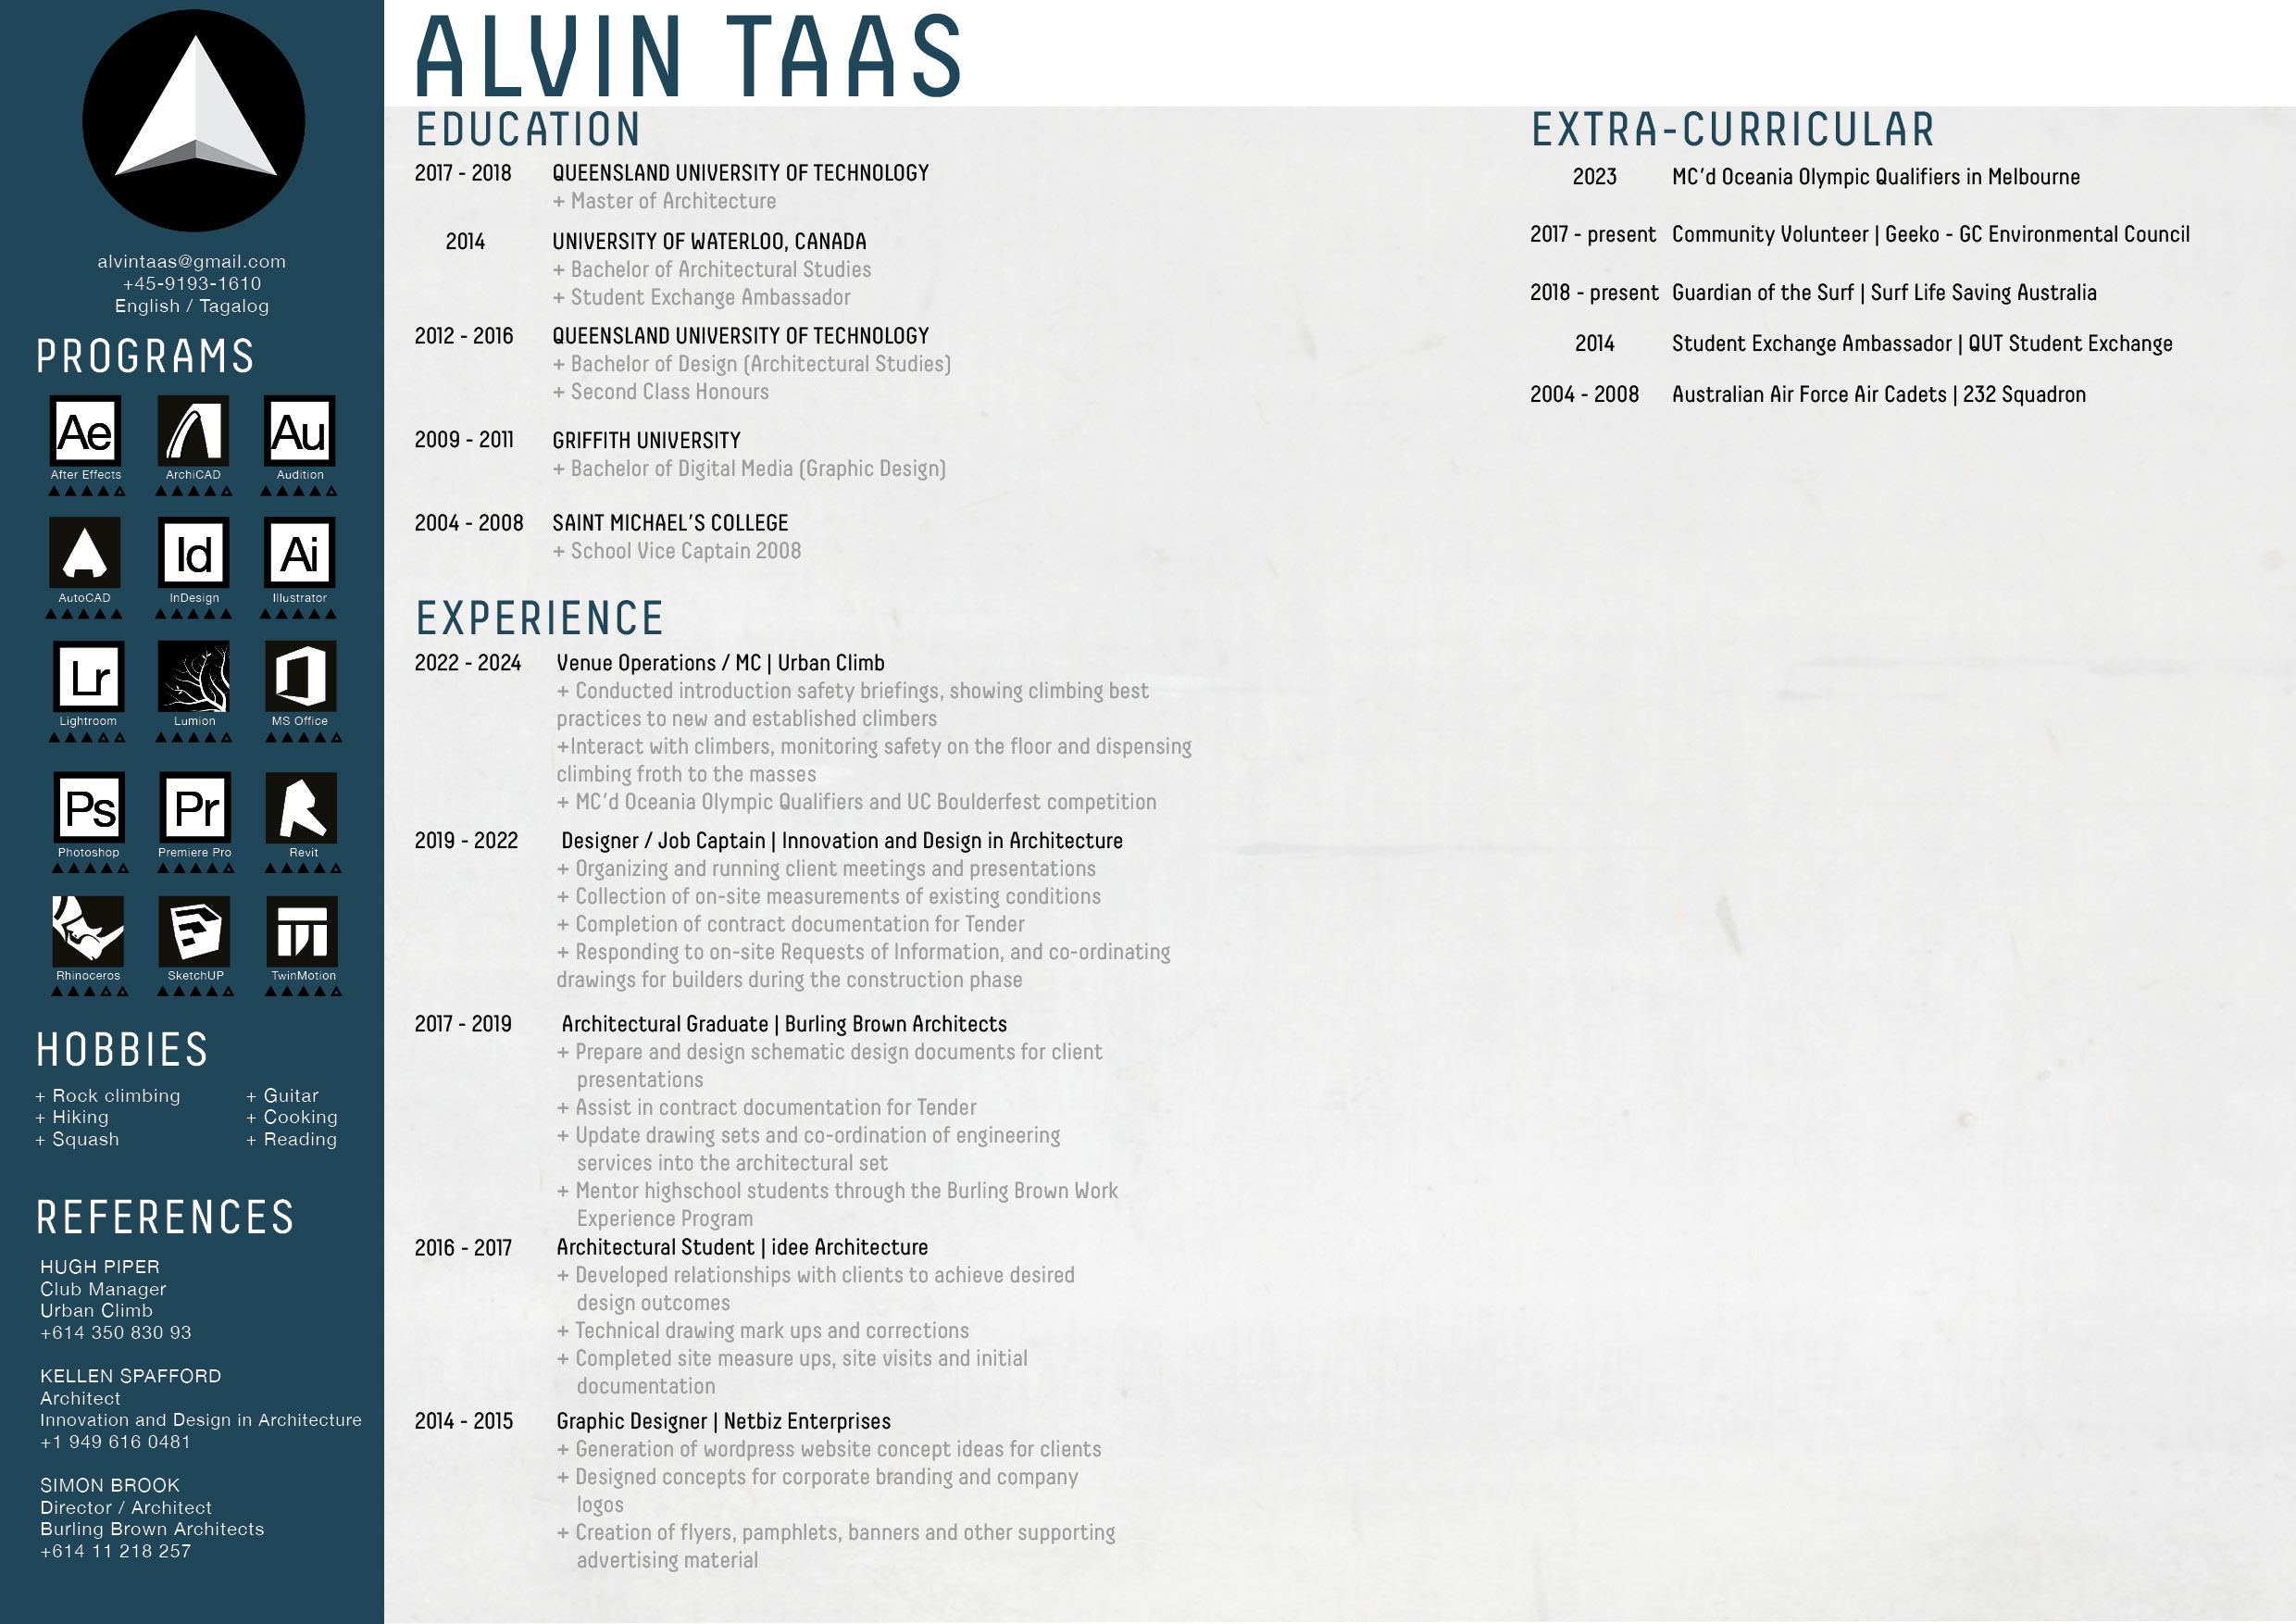 ALVIN TAAS
alvintaas@gmail.com
+45-9193-1610
English / Tagalog
PROGRAMS
Ae Au
After Effects ArchiCAD Audition
Id Ai
AutoCAD InDesign Illustrator
Lr
Lightroom Lumion MS Office
Ps Pr
Photoshop Premiere Pro Revit
Rhinoceros SketchUP TwinMotion
HOBBIES
+ Rock climbing + Guitar
+ Hiking + Cooking
+ Squash + Reading
REFERENCES
HUGH PIPER
Club Manager
Urban Climb
+614 350 830 93
KELLEN SPAFFORD
Architect
Innovation and Design in Architecture
+1 949 616 0481
SIMON BROOK
Director / Architect
Burling Brown Architects
+614 11 218 257
EDUCATION
2017 - 2018 QUEENSLAND UNIVERSITY OF TECHNOLOGY
+ Master of Architecture
2014 UNIVERSITY OF WATERLOO, CANADA
+ Bachelor of Architectural Studies
+ Student Exchange Ambassador
2012 - 2016 QUEENSLAND UNIVERSITY OF TECHNOLOGY
+ Bachelor of Design (Architectural Studies)
+ Second Class Honours
2009 - 2011 GRIFFITH UNIVERSITY
+ Bachelor of Digital Media (Graphic Design)
2004 - 2008 SAINT MICHAEL'S COLLEGE
+ School Vice Captain 2008
EXPERIENCE
2022 - 2024 Venue Operations / MC | Urban Climb
+ Conducted introduction safety briefings, showing climbing best
practices to new and established climbers
+Interact with climbers, monitoring safety on the floor and dispensing
climbing froth to the masses
+ MC'd Oceania Olympic Qualifiers and UC Boulderfest competition
2019 - 2022 Designer / Job Captain | Innovation and Design in Architecture
+ Organizing and running client meetings and presentations
+ Collection of on-site measurements of existing conditions
+ Completion of contract documentation for Tender
+ Responding to on-site Requests of Information, and co-ordinating
drawings for builders during the construction phase
2017 - 2019 Architectural Graduate | Burling Brown Architects
+ Prepare and design schematic design documents for client
presentations
+ Assist in contract documentation for Tender
+ Update drawing sets and co-ordination of engineering
services into the architectural set
+ Mentor highschool students through the Burling Brown Work
Experience Program
2016 - 2017 Architectural Student | idee Architecture
+ Developed relationships with clients to achieve desired
design outcomes
+ Technical drawing mark ups and corrections
+ Completed site measure ups, site visits and initial
documentation
2014 - 2015 Graphic Designer | Netbiz Enterprises
+ Generation of wordpress website concept ideas for clients
+ Designed concepts for corporate branding and company
logos
+ Creation of flyers, pamphlets, banners and other supporting
advertising material
EXTRA-CURRICULAR
2023 MC'd Oceania Olympic Qualifiers in Melbourne
2017 - present Community Volunteer | Geeko - GC Environmental Council
2018 - present Guardian of the Surf | Surf Life Saving Australia
2014 Student Exchange Ambassador | QUT Student Exchange
2004 - 2008 Australian Air Force Air Cadets | 232 Squadron